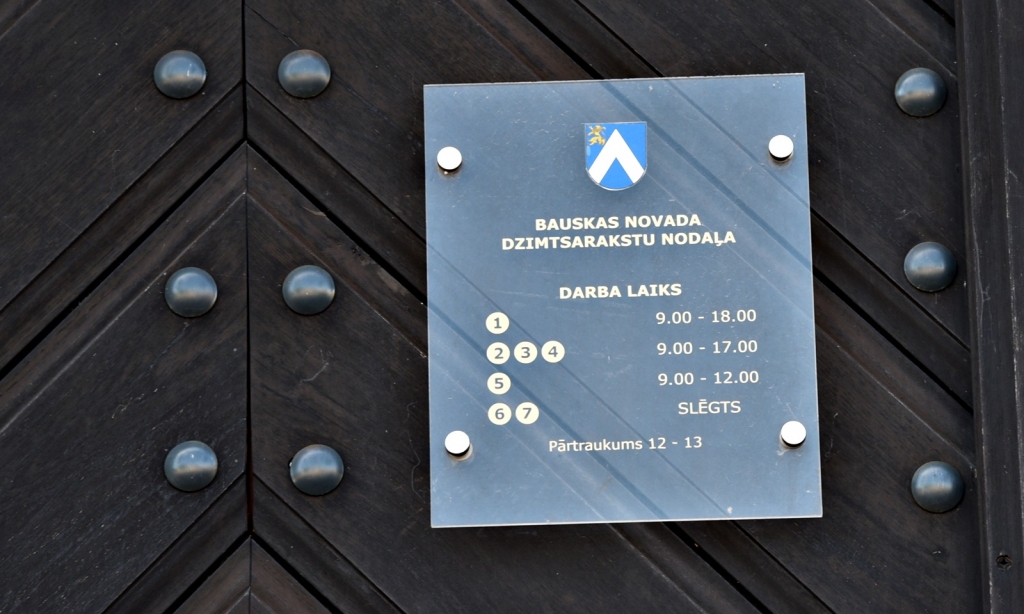 BAUSKAS NOVADA
DZIMTSARAKSTU NODAĻA
DARBA LAIKS
1 9.00 - 18.00
2 3 4 9.00 - 17.00
5 9.00 - 12.00
6 7 SLĒGTS
Pārtraukums 12 - 13